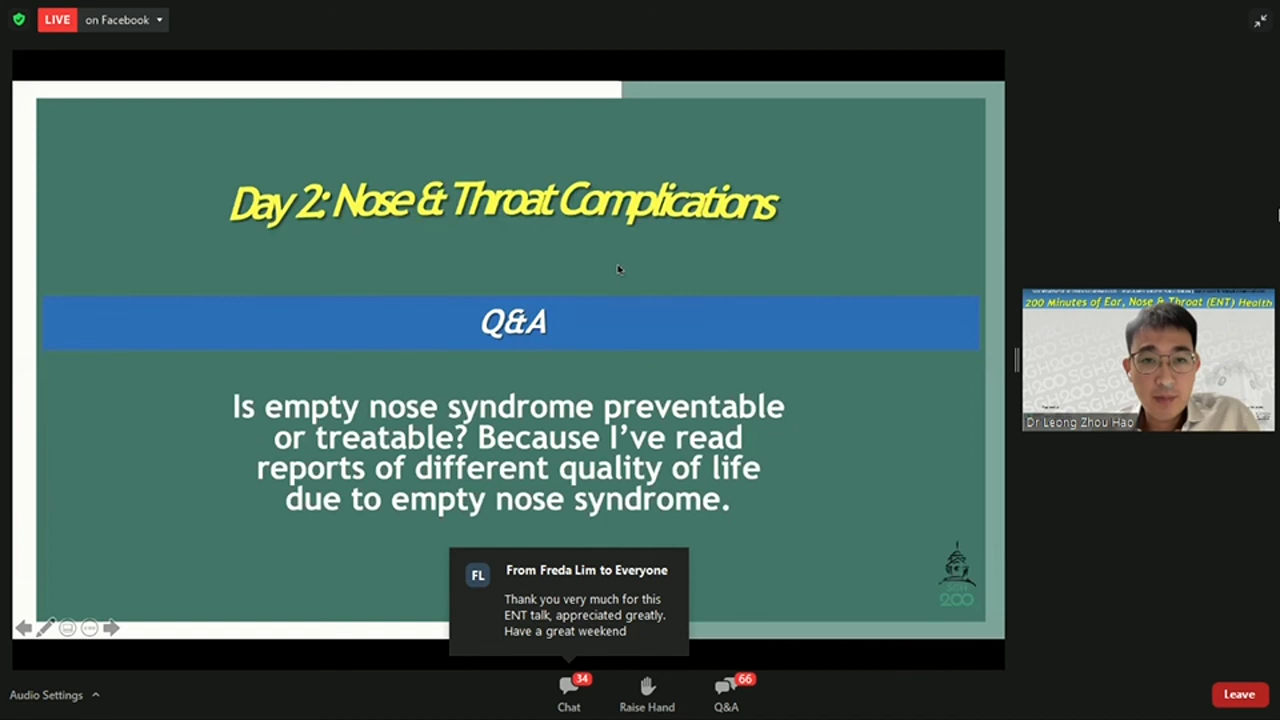 LIVE on Facebook
Day 2: Nose & Throat Complications
Q&A
Is empty nose syndrome preventable
or treatable? Because I've read
reports of different quality of life
due to empty nose syndrome.
200
200 Minutes of Ear, Nose & Throat (ENT) Health
Dr Leong Zhou Hao
FL
From Freda Lim to Everyone
Thank you very much for this
ENT talk, appreciated greatly.
Have a great weekend
Audio Settings
34
Chat
Raise Hand
66
Q&A
Leave